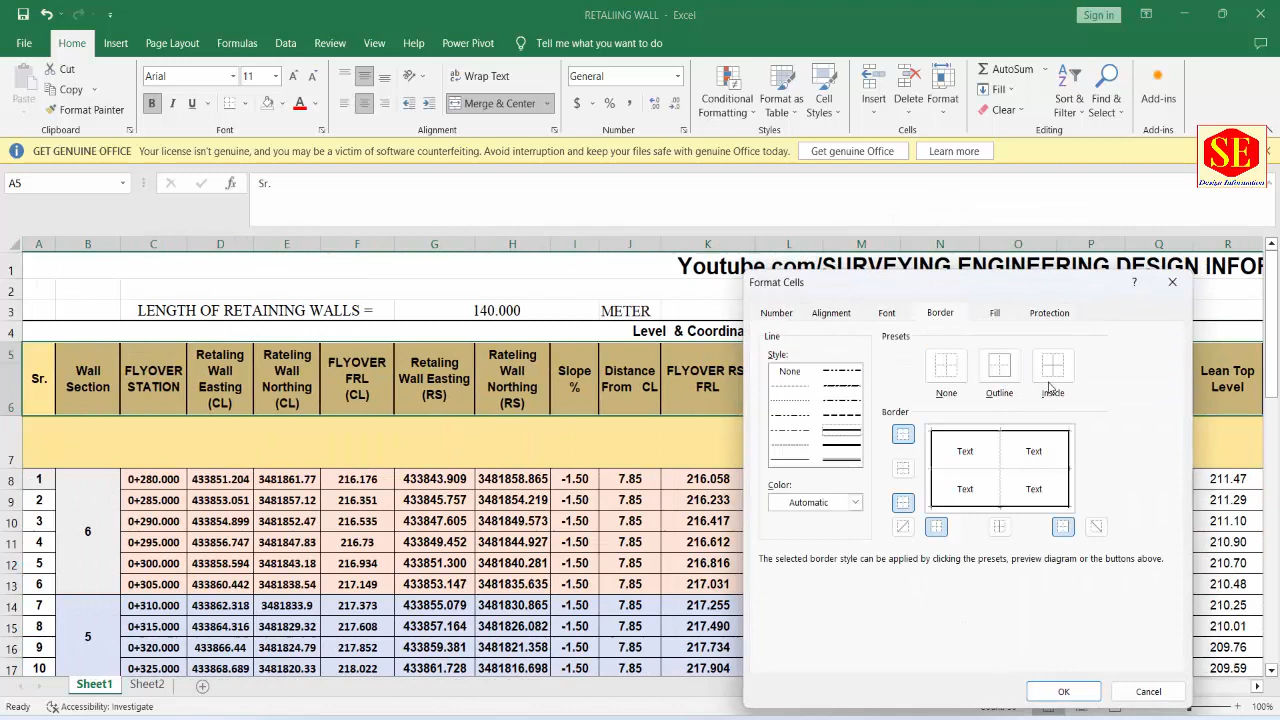 RETALIING WALL - Excel
Sign in
File Home Insert Page Layout Formulas Data Review View Help Power Pivot Tell me what you want to do
Paste
Cut
Copy
Format Painter
Clipboard
Arial 11
B I U
Font
Wrap Text
Merge & Center
Alignment
General
$ % ,
Number
Conditional Formatting
Format as Table
Cell Styles
Styles
Insert
Delete
Format
Cells
AutoSum
Fill
Clear
Sort & Filter
Find & Select
Editing
Add-ins
Add-ins
GET GENUINE OFFICE Your license isn't genuine, and you may be a victim of software counterfeiting. Avoid interruption and keep your files safe with genuine Office today. Get genuine Office Learn more
SE
Design Information
A5 fx Sr.
A B C D E F G H I J K L M N O P Q R
1 Youtube.com/SURVEYING ENGINEERING DESIGN INFOR
2
3 LENGTH OF RETAINING WALLS = 140.000 METER
4 Level & Coordina
5
6
7
Sr.
Wall Section
FLYOVER STATION
Retaling Wall Easting (CL)
Rateling Wall Northing (CL)
FLYOVER FRL (CL)
Retaling Wall Easting (RS)
Rateling Wall Northing (RS)
Slope %
Distance From CL
FLYOVER RS FRL
Lean Top Level
8 1 0+280.000 433851.204 3481861.77 216.176 433843.909 3481858.865 -1.50 7.85 216.058 211.47
9 2 0+285.000 433853.051 3481857.12 216.351 433845.757 3481854.219 -1.50 7.85 216.233 211.29
10 3 0+290.000 433854.899 3481852.47 216.535 433847.605 3481849.573 -1.50 7.85 216.417 211.10
6
11 4 0+295.000 433856.747 3481847.83 433849.452 3481844.927 -1.50 7.85 216.612 210.90
12 5 0+300.000 433858.594 3481843.18 216.934 433851.300 3481840.281 -1.50 7.85 216.816 210.70
13 6 0+305.000 433860.442 3481838.54 217.149 433853.147 3481835.635 -1.50 7.85 217.031 210.48
14 7 0+310.000 433862.318 3481833.9 217.373 433855.079 3481830.865 -1.50 7.85 217.255 210.25
15 8 0+315.000 433864.316 3481829.32 217.608 433857.164 3481826.082 -1.50 7.85 217.490 210.01
5
16 9 0+320.000 433866.44 3481824.79 217.852 433859.381 3481821.358 -1.50 7.85 217.734 209.76
17 10 0+325.000 433868.689 3481820.33 218.022 433861.728 3481816.698 -1.50 7.85 217.904 209.59
Format Cells ?
Number Alignment Font Border Fill Protection
Line
Style:
None
Color:
Automatic
Presets
None Outline Inside
Border
Text Text
Text Text
The selected border style can be applied by clicking the presets, preview diagram or the buttons above.
OK Cancel
Sheet1 Sheet2
Ready Accessibility: Investigate
100%